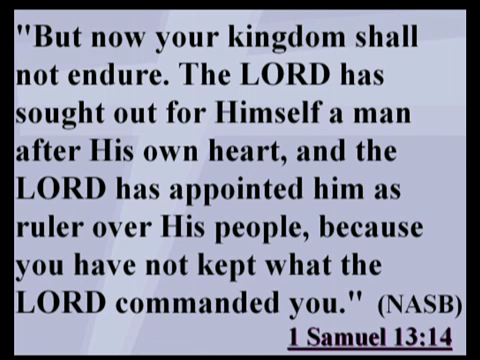 "But now your kingdom shall
not endure. The LORD has
sought out for Himself a man
after His own heart, and the
LORD has appointed him as
ruler over His people, because
you have not kept what the
LORD commanded you." (NASB)
1 Samuel 13:14